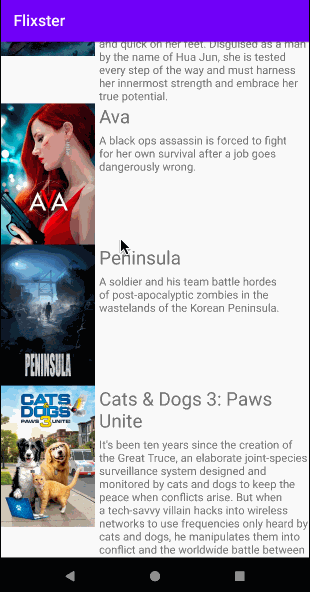 Flixster
and quick on her feet. Disguised as a man
by the name of Hua Jun, she is tested
every step of the way and must harness
her innermost strength and embrace her
true potential.
Ava
A black ops assassin is forced to fight
for her own survival after a job goes
dangerously wrong.
AVA
Peninsula
A soldier and his team battle hordes
of post-apocalyptic zombies in the
wastelands of the Korean Peninsula.
PENINSULA
Cats & Dogs 3: Paws
Unite
It's been ten years since the creation of
the Great Truce, an elaborate joint-species
surveillance system designed and
monitored by cats and dogs to keep the
peace when conflicts arise. But when
a tech-savvy villain hacks into wireless
networks to use frequencies only heard by
cats and dogs, he manipulates them into
conflict and the worldwide battle between
CATS
& DOGS
PAWS UNITE!